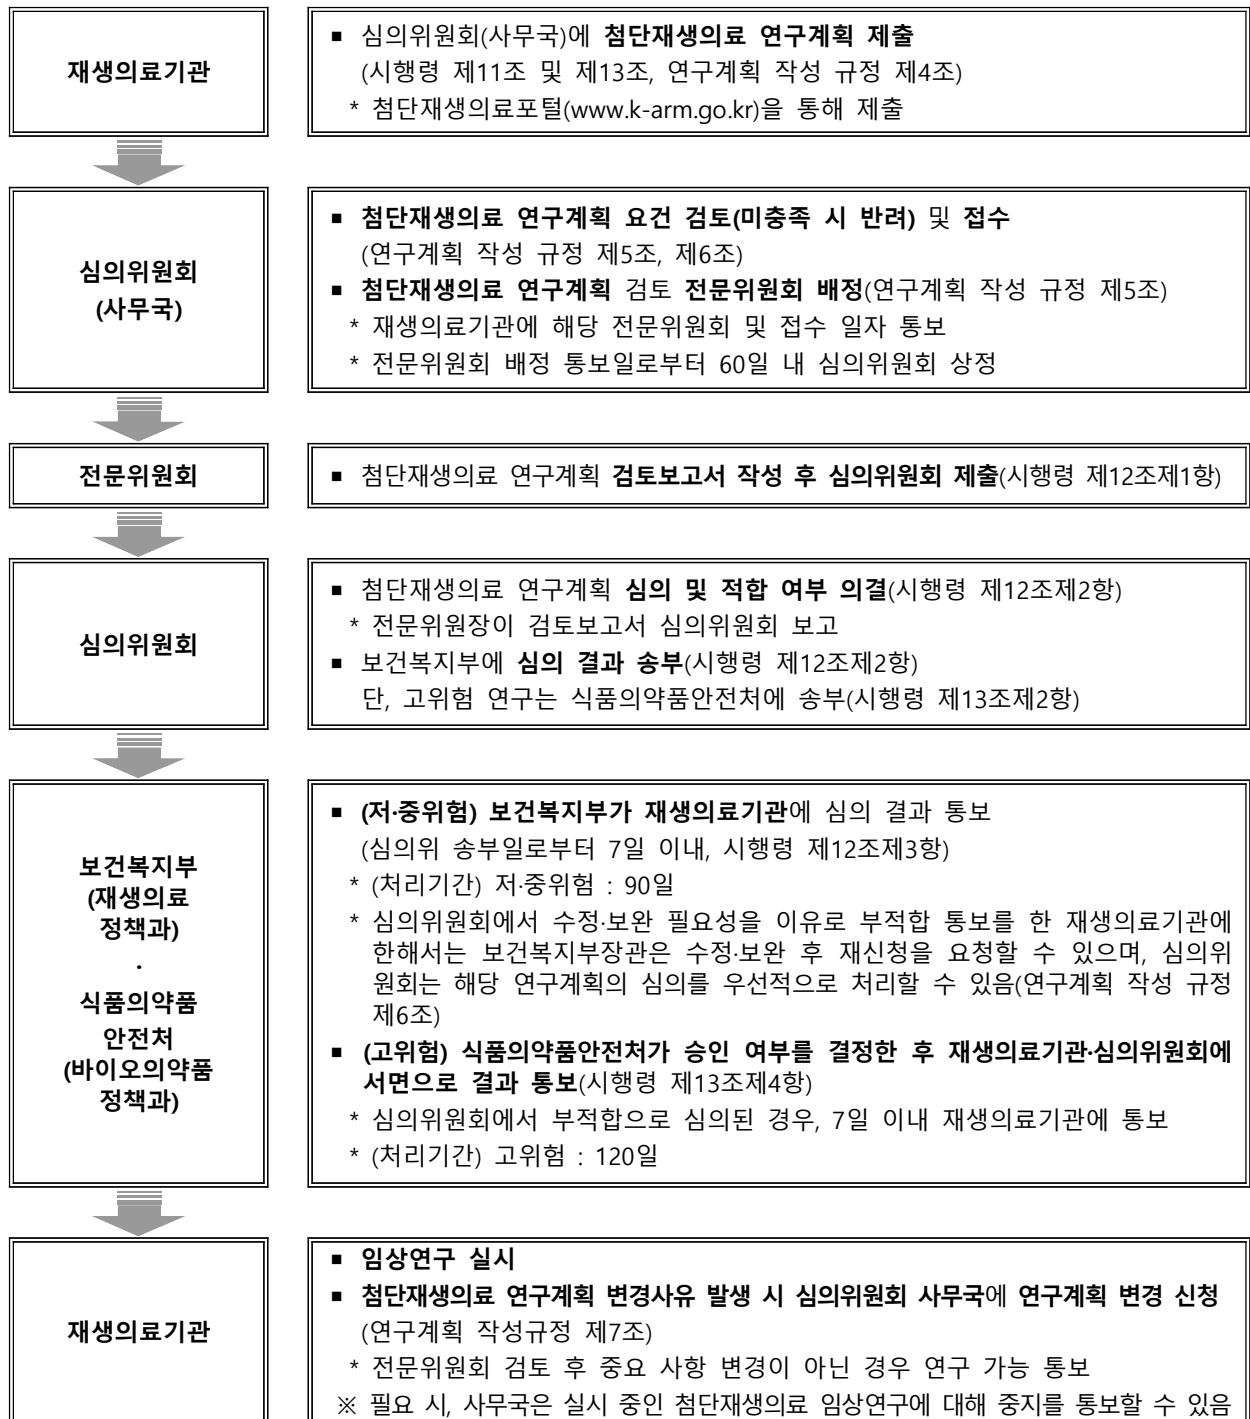 재생의료기관
▪ 심의위원회(사무국)에 첨단재생의료 연구계획 제출
(시행령 제11조 및 제13조, 연구계획 작성 규정 제4조)
* 첨단재생의료포털(www.k-arm.go.kr)을 통해 제출
심의위원회
(사무국)
▪ 첨단재생의료 연구계획 요건 검토(미충족 시 반려) 및 접수
(연구계획 작성 규정 제5조, 제6조)
▪ 첨단재생의료 연구계획 검토 전문위원회 배정(연구계획 작성 규정 제5조)
* 재생의료기관에 해당 전문위원회 및 접수 일자 통보
* 전문위원회 배정 통보일로부터 60일 내 심의위원회 상정
전문위원회
▪ 첨단재생의료 연구계획 검토보고서 작성 후 심의위원회 제출(시행령 제12조제1항)
심의위원회
▪ 첨단재생의료 연구계획 심의 및 적합 여부 의결(시행령 제12조제2항)
* 전문위원장이 검토보고서 심의위원회 보고
▪ 보건복지부에 심의 결과 송부(시행령 제12조제2항)
단, 고위험 연구는 식품의약품안전처에 송부(시행령 제13조제2항)
보건복지부
(재생의료
정책과)
·
식품의약품
안전처
(바이오의약품
정책과)
▪ (저·중위험) 보건복지부가 재생의료기관에 심의 결과 통보
(심의위 송부일로부터 7일 이내, 시행령 제12조제3항)
* (처리기간) 저·중위험 : 90일
* 심의위원회에서 수정·보완 필요성을 이유로 부적합 통보를 한 재생의료기관에
한해서는 보건복지부장관은 수정·보완 후 재신청을 요청할 수 있으며, 심의위
원회는 해당 연구계획의 심의를 우선적으로 처리할 수 있음(연구계획 작성 규정
제6조)
▪ (고위험) 식품의약품안전처가 승인 여부를 결정한 후 재생의료기관·심의위원회에
서면으로 결과 통보(시행령 제13조제4항)
* 심의위원회에서 부적합으로 심의된 경우, 7일 이내 재생의료기관에 통보
* (처리기간) 고위험 : 120일
재생의료기관
▪ 임상연구 실시
▪ 첨단재생의료 연구계획 변경사유 발생 시 심의위원회 사무국에 연구계획 변경 신청
(연구계획 작성규정 제7조)
* 전문위원회 검토 후 중요 사항 변경이 아닌 경우 연구 가능 통보
※ 필요 시, 사무국은 실시 중인 첨단재생의료 임상연구에 대해 중지를 통보할 수 있음